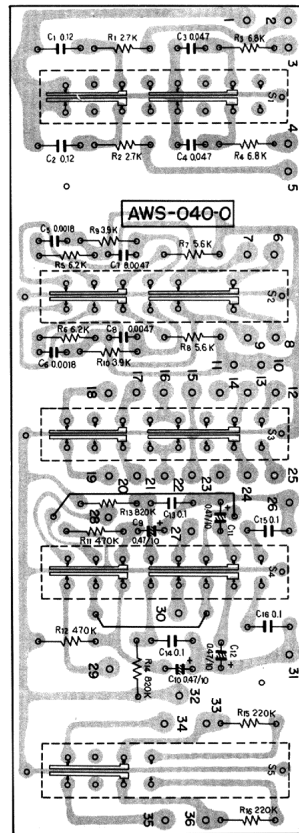 1 2
C1 0.12 R1 2.7K C3 0.047 R3 6.8K 3
S1
4
C2 0.12 R2 2.7K C4 0.047 R4 6.8K
5
AWS-040-0
C5 0.0018 R9 3.9K R7 5.6K 7 6
R5 6.2K C7 0.0047
S2
R6 6.2K C8 0.0047 9 8
C6 0.0018 R10 3.9K R8 5.6K
11 10
18 17 16 15 14 13 12
S3
19 20 21 22 23 24 25
R13 820K C13 0.1 26
28 C9 27 C11 0.47/10 C15 0.1
R11 470K 0.47/10
S4
30 C16 0.1
R12 470K C14 0.1 C12 0.47/10
29 R14 820K C10 0.47/10 31
32
34 33 R15 220K
S5
35 36 R16 220K